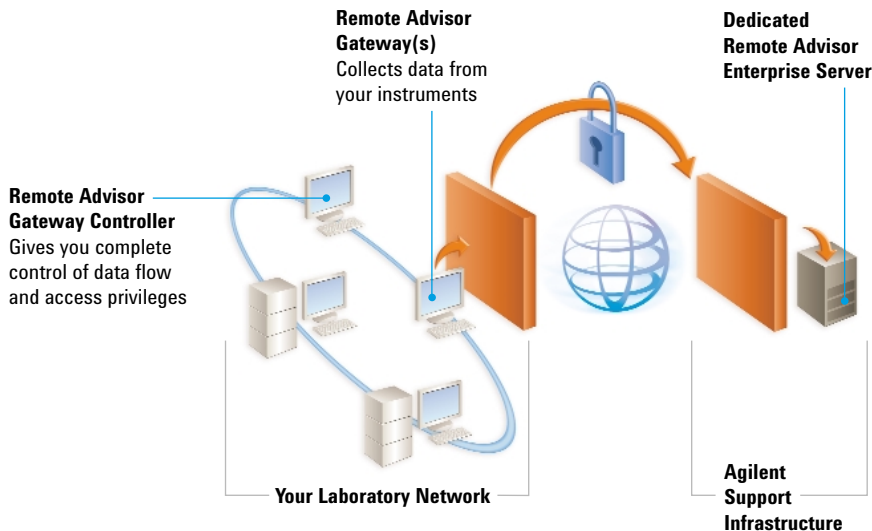 Remote Advisor
Gateway(s)
Collects data from
your instruments
Dedicated
Remote Advisor
Enterprise Server
Remote Advisor
Gateway Controller
Gives you complete
control of data flow
and access privileges
Your Laboratory Network
Agilent
Support
Infrastructure